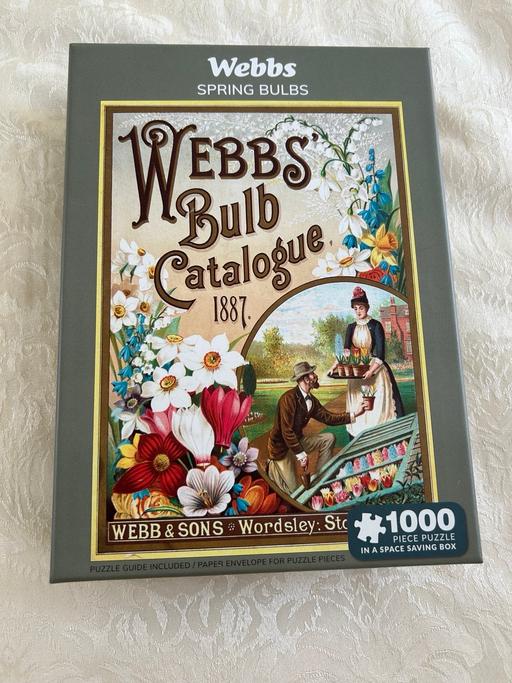 Webbs
SPRING BULBS
WEBBS'
Bulb
Catalogue
1887.
WEBB & SONS Wordsley:
1000
PIECE PUZZLE
IN A SPACE SAVING BOX
PUZZLE GUIDE INCLUDED / PAPER ENVELOPE FOR PUZZLE PIECES